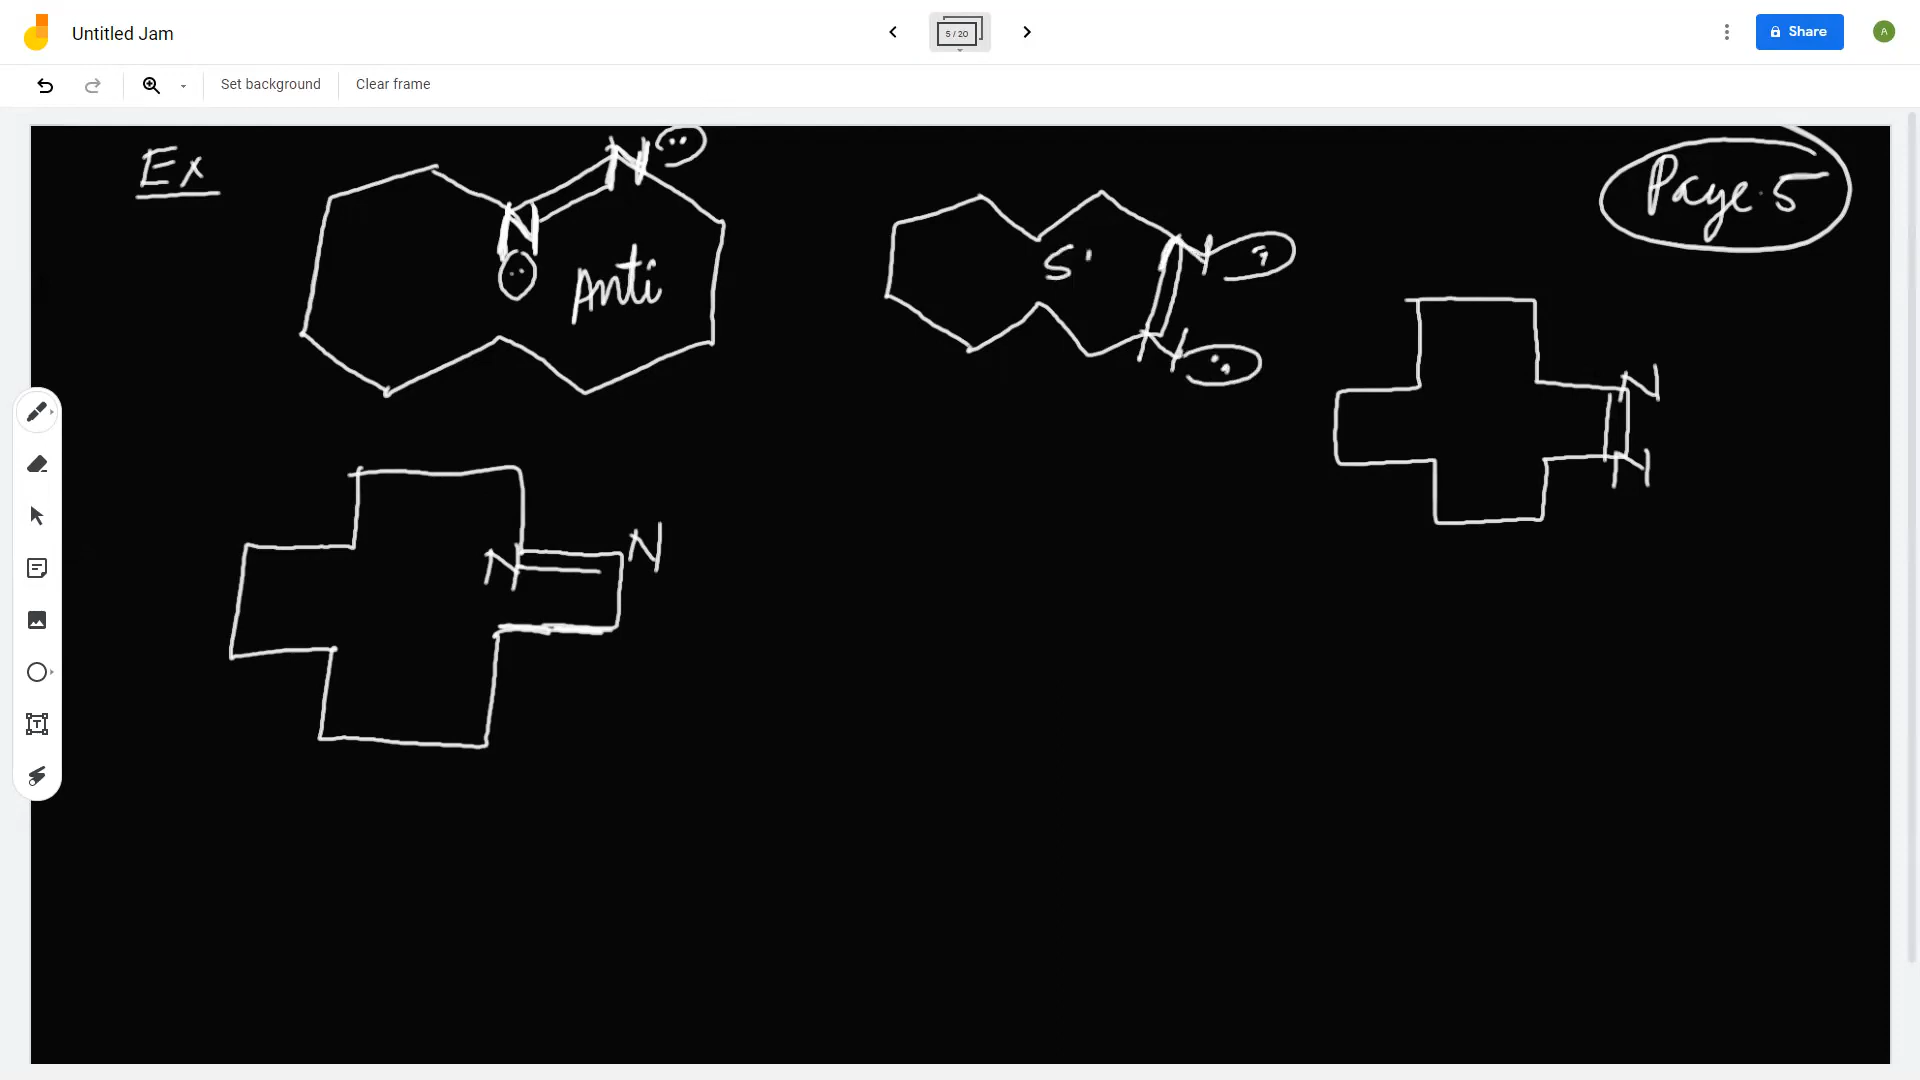 Untitled Jam
5 / 20
Share
A
Set background
Clear frame
Ex
N
N
Anti
S
N
N
Page 5
N
N
N
N
T